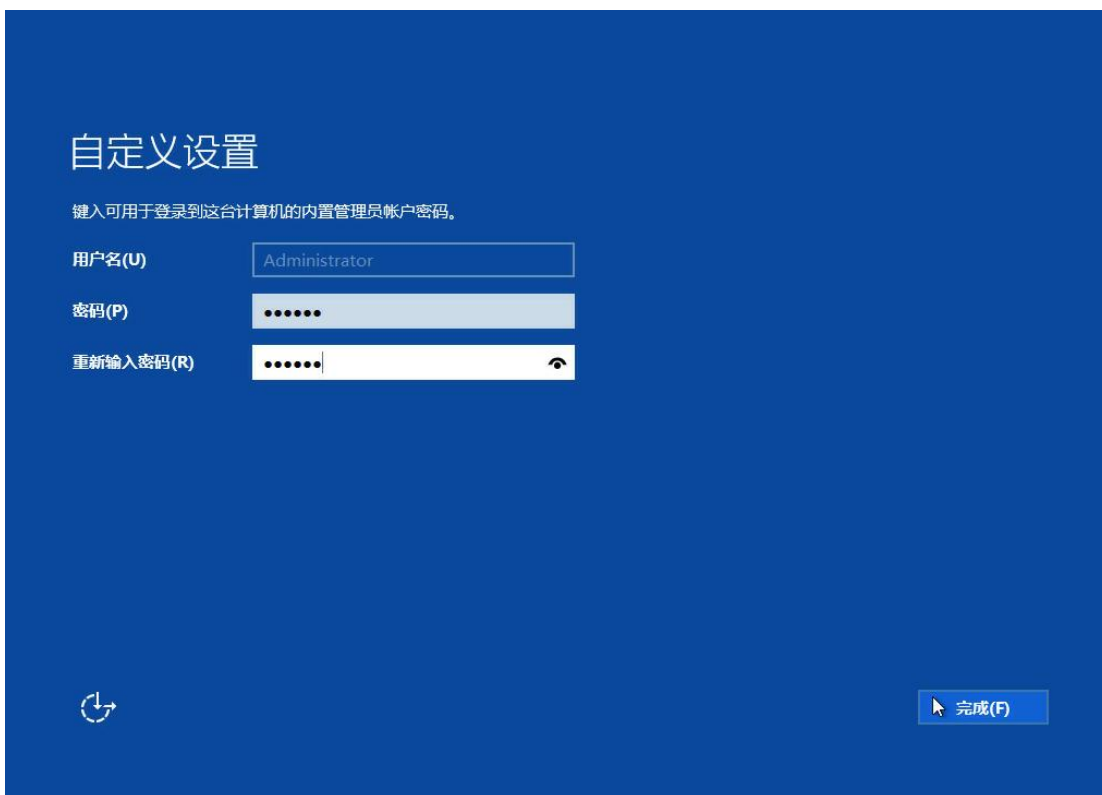 自定义设置
键入可用于登录到这台计算机的内置管理员帐户密码。
用户名(U) Administrator
密码(P) ••••••
重新输入密码(R) ••••••
完成(F)